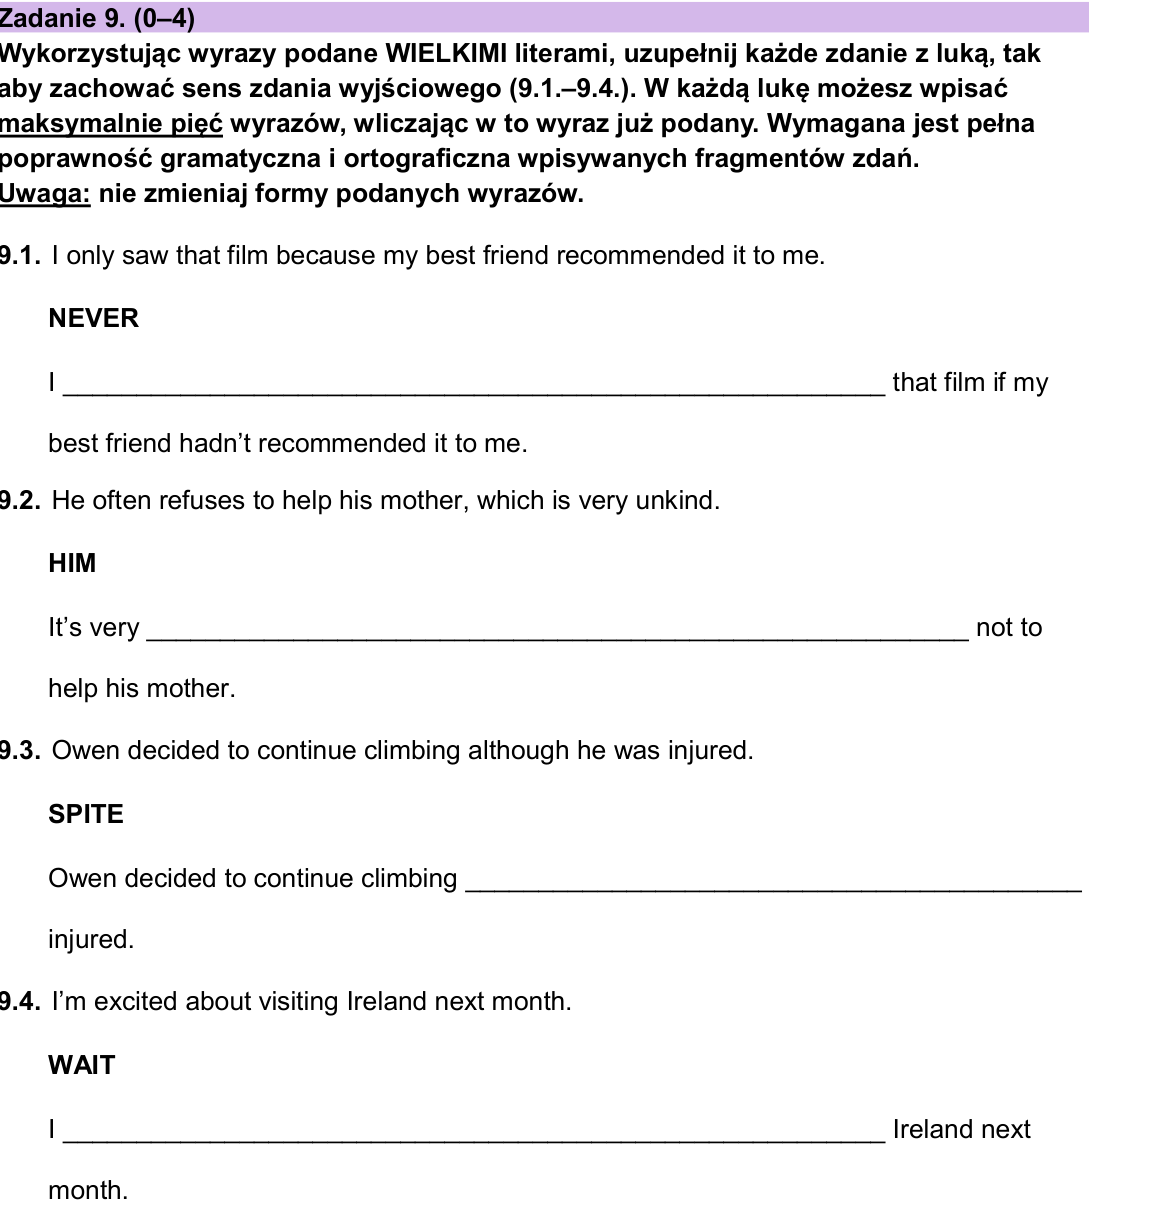 Zadanie 9. (0–4)
Wykorzystując wyrazy podane WIELKIMI literami, uzupełnij każde zdanie z luką, tak
aby zachować sens zdania wyjściowego (9.1.–9.4.). W każdą lukę możesz wpisać
maksymalnie pięć wyrazów, wliczając w to wyraz już podany. Wymagana jest pełna
poprawność gramatyczna i ortograficzna wpisywanych fragmentów zdań.
Uwaga: nie zmieniaj formy podanych wyrazów.
9.1. I only saw that film because my best friend recommended it to me.
NEVER
I ________________________________________________________ that film if my
best friend hadn’t recommended it to me.
9.2. He often refuses to help his mother, which is very unkind.
HIM
It’s very ________________________________________________________ not to
help his mother.
9.3. Owen decided to continue climbing although he was injured.
SPITE
Owen decided to continue climbing __________________________________________
injured.
9.4. I’m excited about visiting Ireland next month.
WAIT
I ________________________________________________________ Ireland next
month.